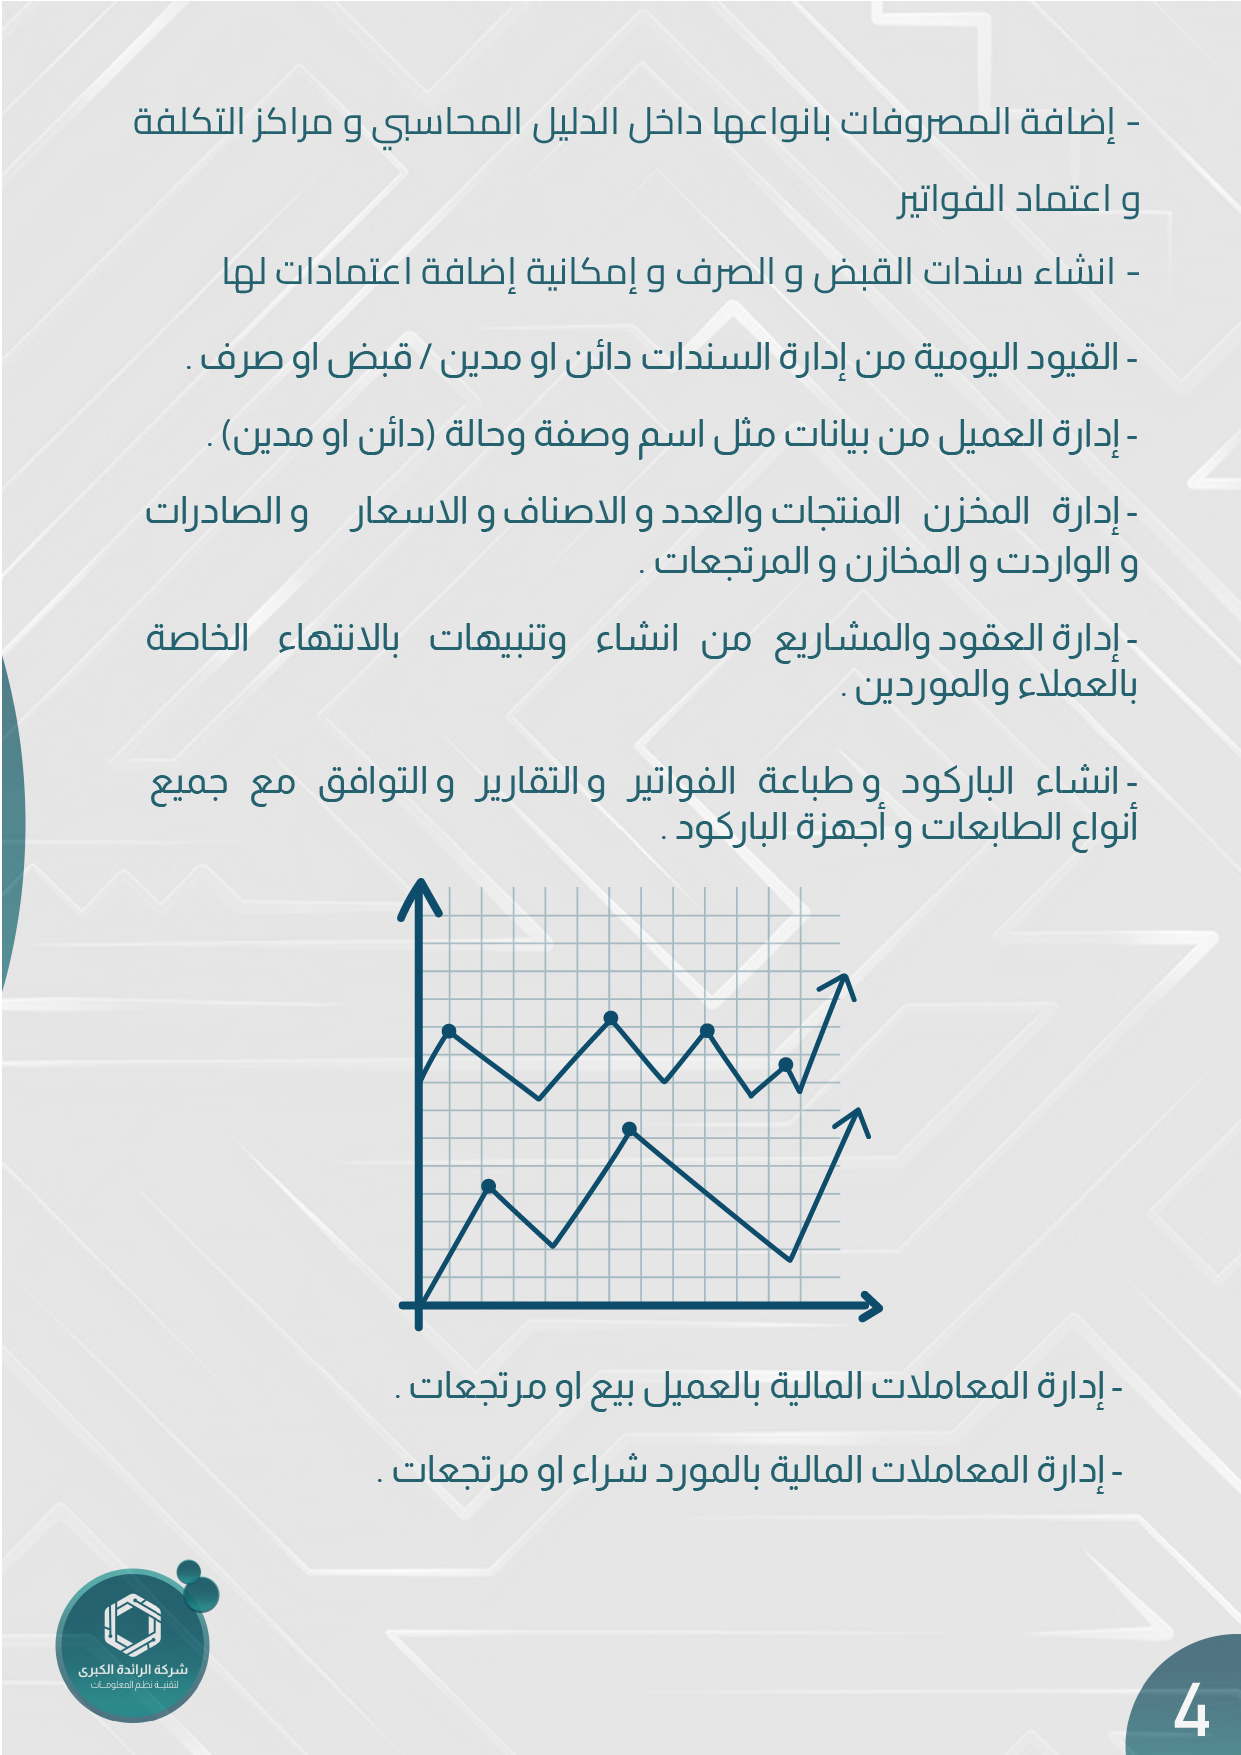 - إضافة المصروفات بانواعها داخل الدليل المحاسبي و مراكز التكلفة
و اعتماد الفواتير
- انشاء سندات القبض و الصرف و إمكانية إضافة اعتمادات لها
- القيود اليومية من إدارة السندات دائن او مدين / قبض او صرف .
- إدارة العميل من بيانات مثل اسم وصفة وحالة (دائن او مدين) .
- إدارة المخزن المنتجات والعدد و الاصناف و الاسعار و الصادرات
و الواردت و المخازن و المرتجعات .
- إدارة العقود والمشاريع من انشاء وتنبيهات بالانتهاء الخاصة
بالعملاء والموردين .
- انشاء الباركود و طباعة الفواتير و التقارير و التوافق مع جميع
أنواع الطابعات و أجهزة الباركود .
- إدارة المعاملات المالية بالعميل بيع او مرتجعات .
- إدارة المعاملات المالية بالمورد شراء او مرتجعات .
شركة الرائدة الكبرى
لتقنيــة نظم المعلومــات
4